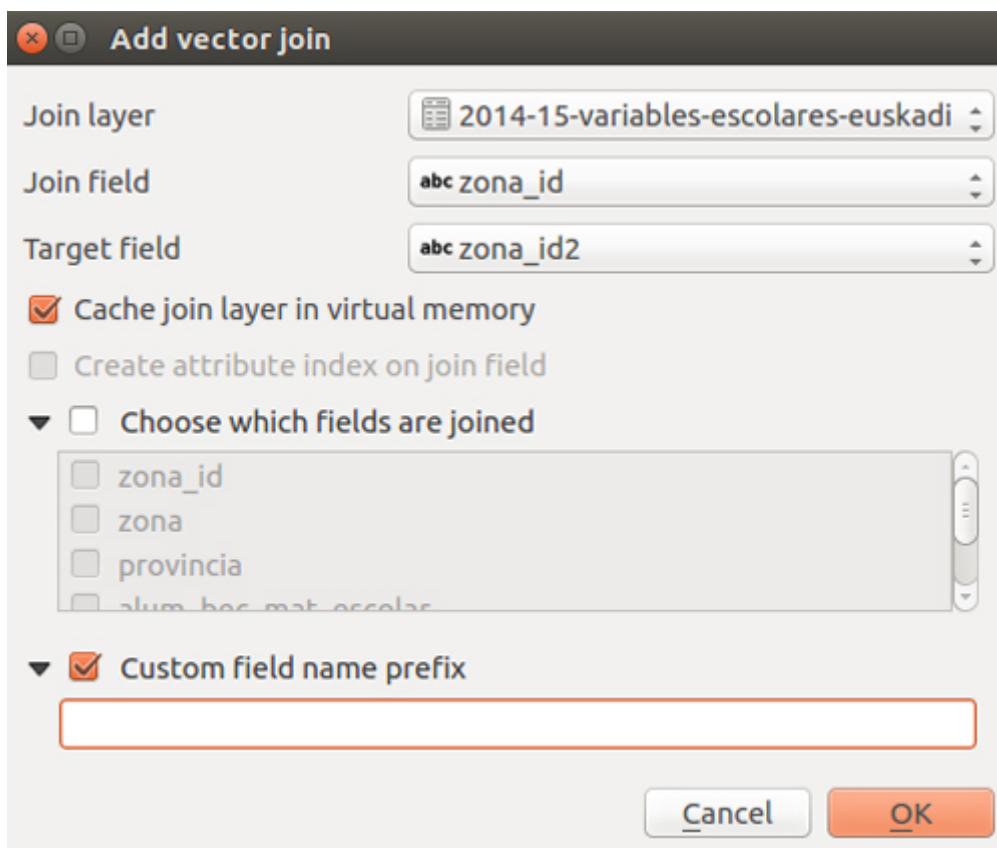 Add vector join
Join layer
2014-15-variables-escolares-euskadi
Join field
abc zona_id
Target field
abc zona_id2
Cache join layer in virtual memory
Create attribute index on join field
Choose which fields are joined
zona_id
zona
provincia
alum_bec_mat_escolar
Custom field name prefix
Cancel
OK